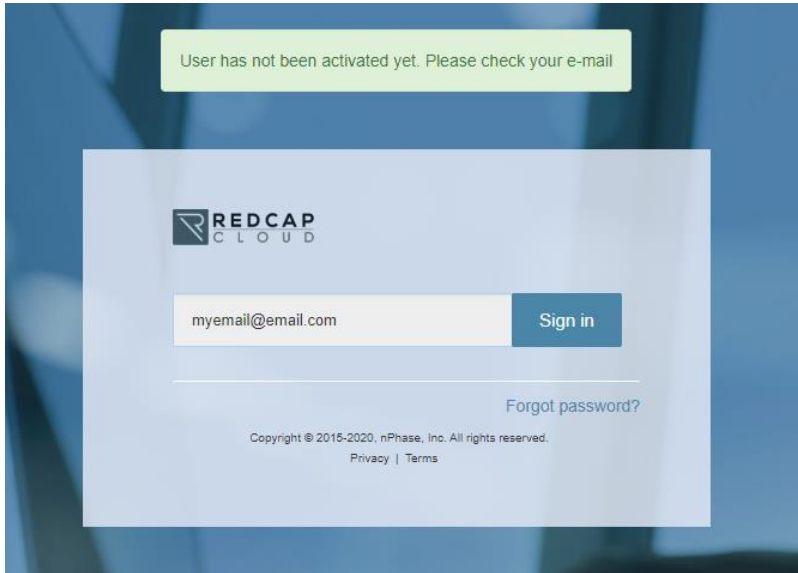 User has not been activated yet. Please check your e-mail
REDCAP
CLOUD
myemail@email.com
Sign in
Forgot password?
Copyright © 2015-2020, nPhase, Inc. All rights reserved.
Privacy | Terms